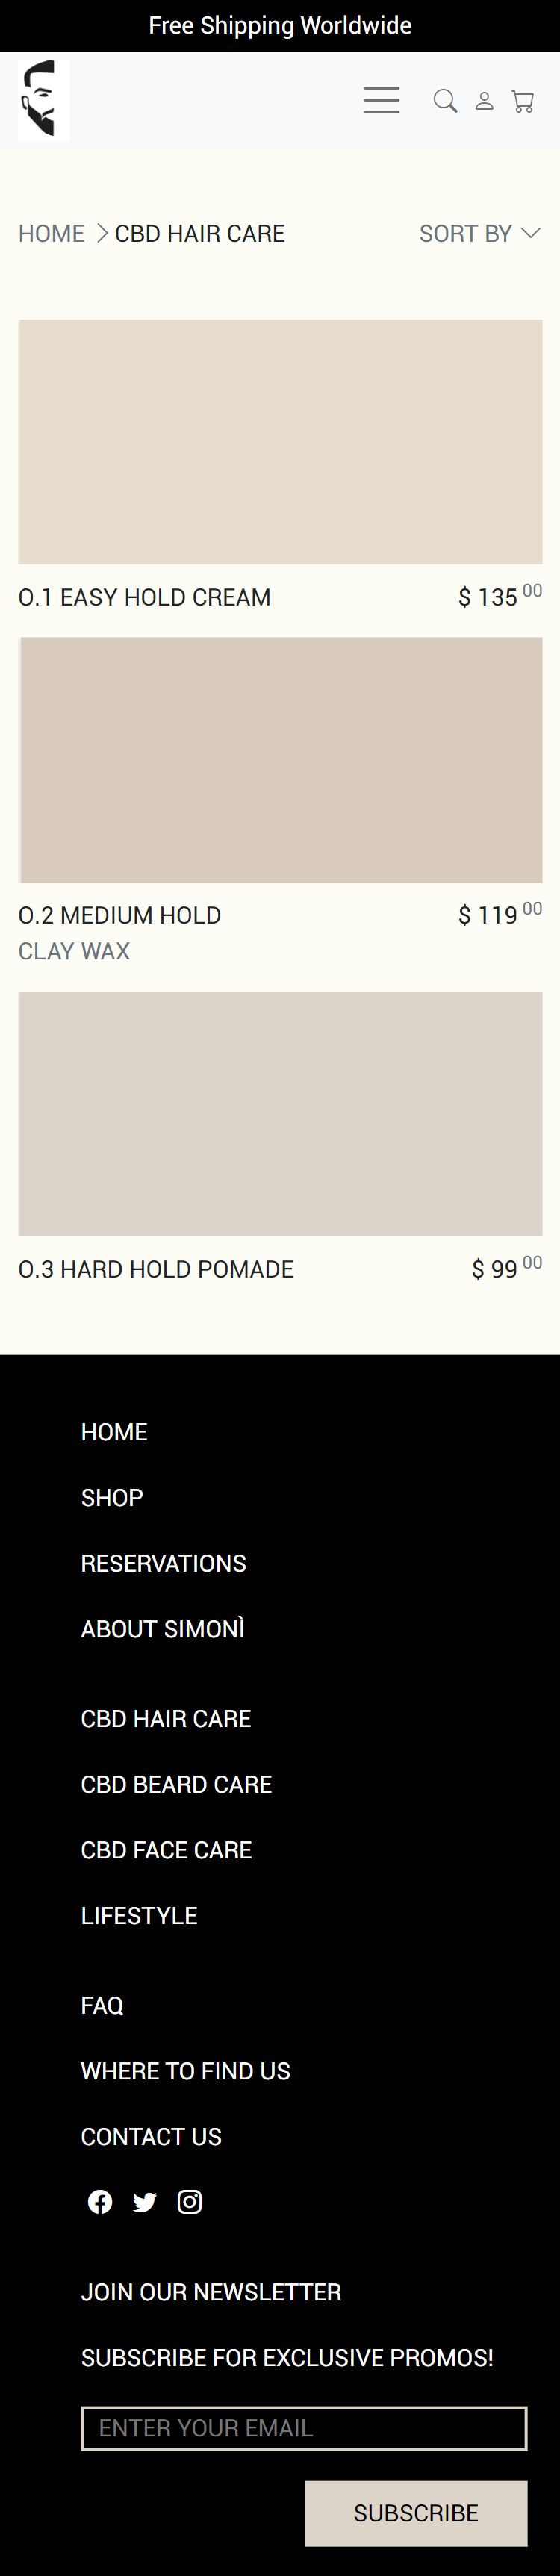 Free Shipping Worldwide
HOME CBD HAIR CARE SORT BY
O.1 EASY HOLD CREAM $ 135 00
O.2 MEDIUM HOLD $ 119 00
CLAY WAX
O.3 HARD HOLD POMADE $ 99 00
HOME
SHOP
RESERVATIONS
ABOUT SIMONÌ
CBD HAIR CARE
CBD BEARD CARE
CBD FACE CARE
LIFESTYLE
FAQ
WHERE TO FIND US
CONTACT US
JOIN OUR NEWSLETTER
SUBSCRIBE FOR EXCLUSIVE PROMOS!
ENTER YOUR EMAIL
SUBSCRIBE